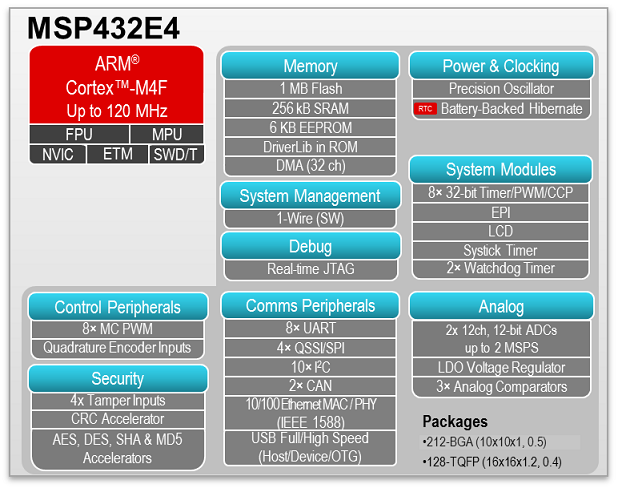 MSP432E4
ARM®
Cortex™-M4F
Up to 120 MHz
FPU
MPU
NVIC
ETM
SWD/T
Memory
1 MB Flash
256 kB SRAM
6 KB EEPROM
DriverLib in ROM
DMA (32 ch)
System Management
1-Wire (SW)
Debug
Real-time JTAG
Power & Clocking
Precision Oscillator
RTC Battery-Backed Hibernate
System Modules
8× 32-bit Timer/PWM/CCP
EPI
LCD
Systick Timer
2× Watchdog Timer
Control Peripherals
8× MC PWM
Quadrature Encoder Inputs
Security
4x Tamper Inputs
CRC Accelerator
AES, DES, SHA & MD5
Accelerators
Comms Peripherals
8× UART
4× QSSI/SPI
10× I²C
2× CAN
10/100 Ethernet MAC / PHY
(IEEE 1588)
USB Full/High Speed
(Host/Device/OTG)
Analog
2x 12ch, 12-bit ADCs
up to 2 MSPS
LDO Voltage Regulator
3× Analog Comparators
Packages
•212-BGA (10x10x1, 0.5)
•128-TQFP (16x16x1.2, 0.4)